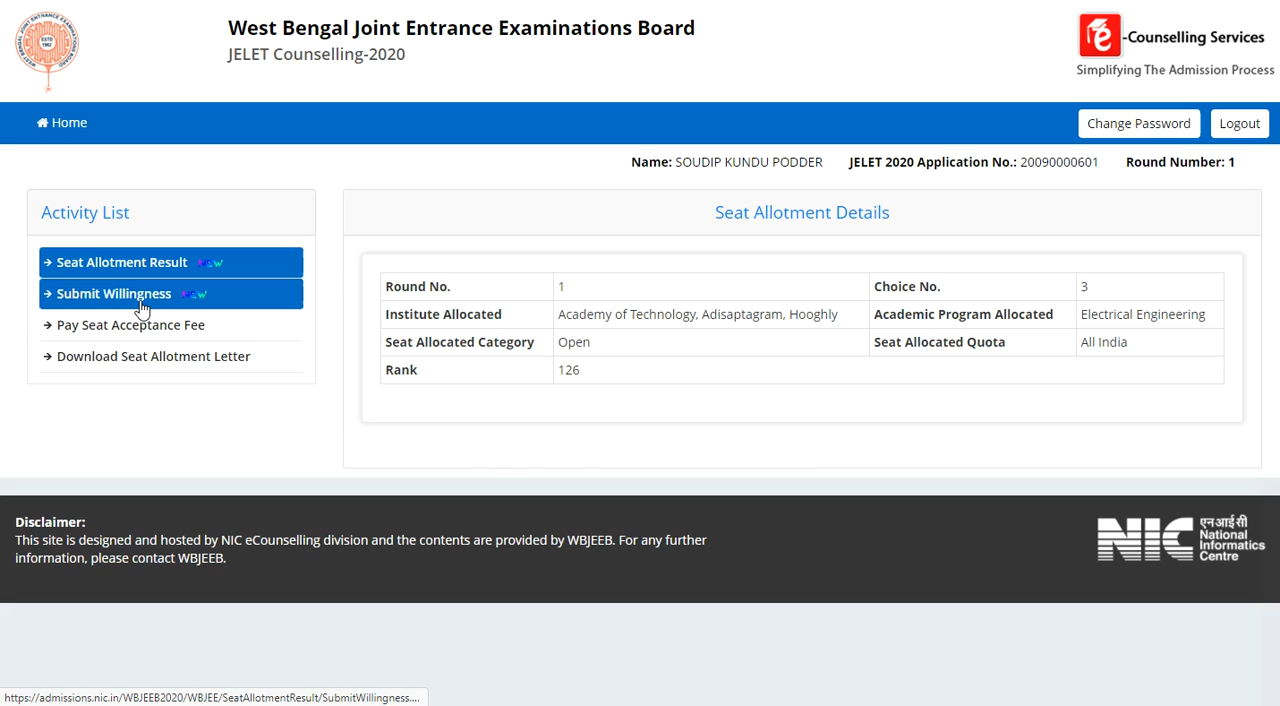 West Bengal Joint Entrance Examinations Board
JELET Counselling-2020
e-Counselling Services
Simplifying The Admission Process
Home
Change Password
Logout
Name: SOUDIP KUNDU PODDER JELET 2020 Application No.: 20090000601 Round Number: 1
Activity List
Seat Allotment Result NEW
Submit Willingness NEW
Pay Seat Acceptance Fee
Download Seat Allotment Letter
Seat Allotment Details
Round No. 1 Choice No. 3
Institute Allocated Academy of Technology, Adisaptagram, Hooghly Academic Program Allocated Electrical Engineering
Seat Allocated Category Open Seat Allocated Quota All India
Rank 126
Disclaimer:
This site is designed and hosted by NIC eCounselling division and the contents are provided by WBJEEB. For any further
information, please contact WBJEEB.
NIC
एनआईसी
National
Informatics
Centre
https://admissions.nic.in/WBJEEB2020/WBJEE/SeatAllotmentResult/SubmitWillingness....